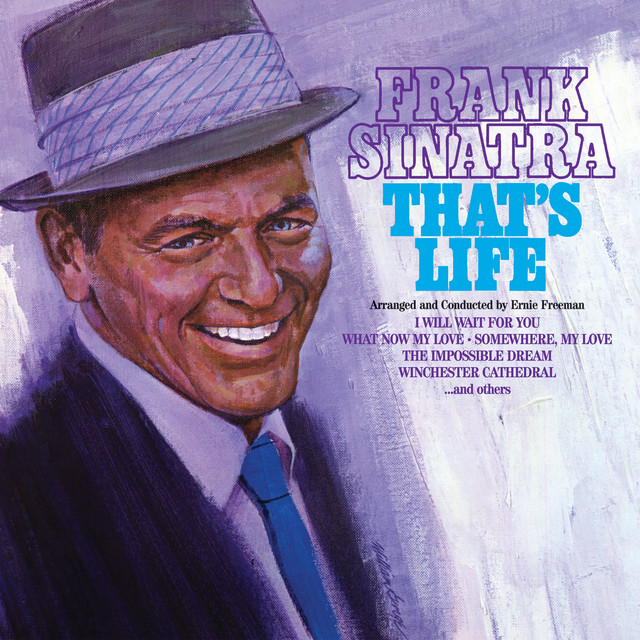 FRANK
SINATRA
THAT'S
LIFE
Arranged and Conducted by Ernie Freeman
I WILL WAIT FOR YOU
WHAT NOW MY LOVE • SOMEWHERE, MY LOVE
THE IMPOSSIBLE DREAM
WINCHESTER CATHEDRAL
...and others